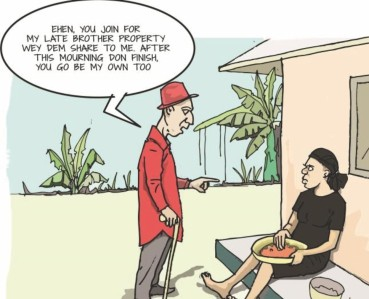 EHEN, YOU JOIN FOR
MY LATE BROTHER PROPERTY
WEY DEM SHARE TO ME. AFTER
THIS MOURNING DON FINISH,
YOU GO BE MY OWN TOO